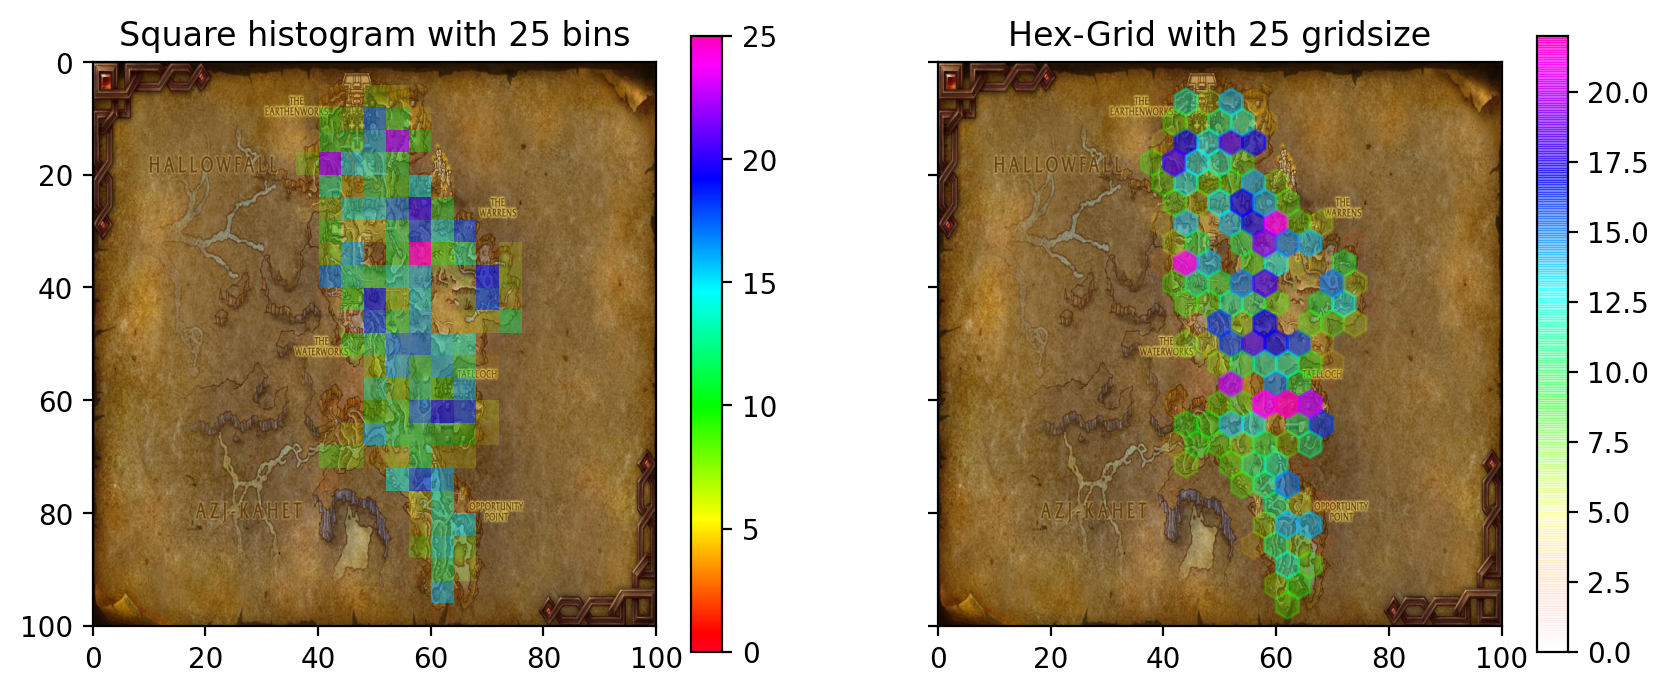 Square histogram with 25 bins
0
20
40
60
80
100
0
20
40
60
80
100
THE
EARTHENWORKS
HALLOWFALL
THE
WARRENS
THE
WATERWORKS
TAELLOCH
AZJ-KAHET
OPPORTUNITY
POINT
25
20
15
10
5
0
Hex-Grid with 25 gridsize
THE
EARTHENWORKS
HALLOWFALL
THE
WARRENS
THE
WATERWORKS
TAELLOCH
AZJ-KAHET
OPPORTUNITY
POINT
0
20
40
60
80
100
20.0
17.5
15.0
12.5
10.0
7.5
5.0
2.5
0.0